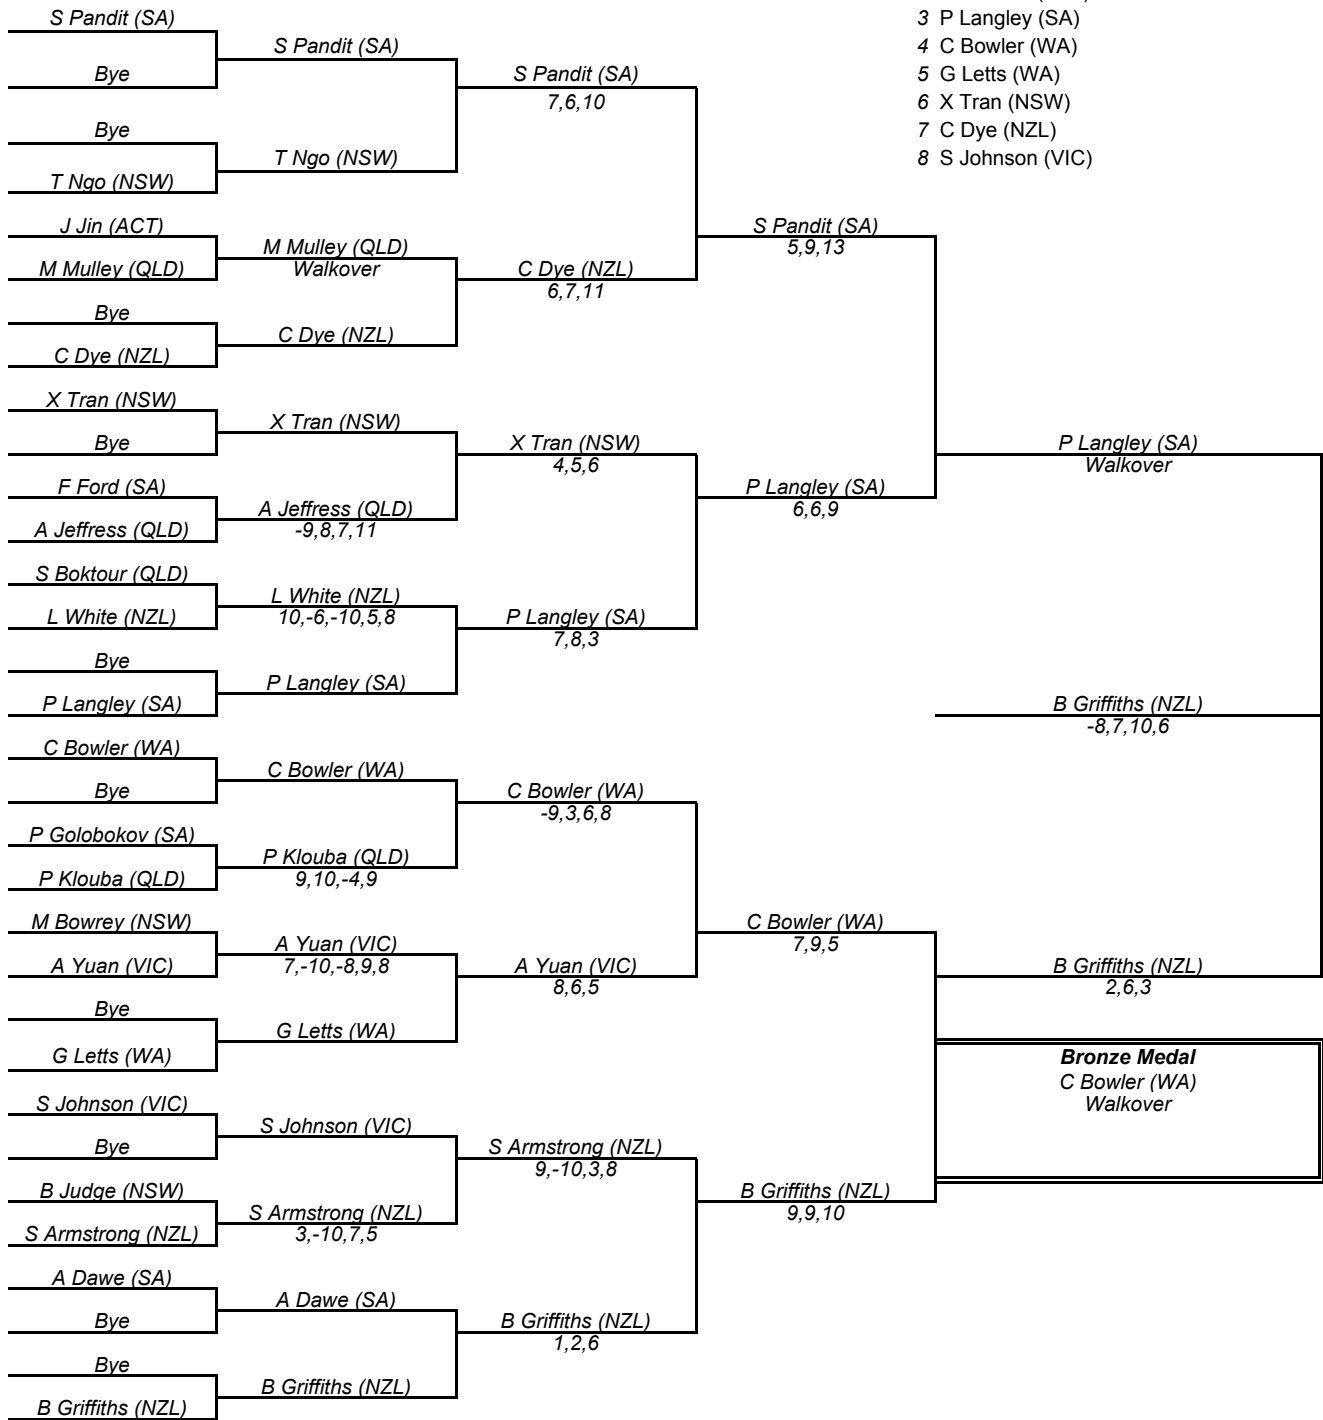 3 P Langley (SA)
4 C Bowler (WA)
5 G Letts (WA)
6 X Tran (NSW)
7 C Dye (NZL)
8 S Johnson (VIC)
S Pandit (SA)
Bye
Bye
T Ngo (NSW)
J Jin (ACT)
M Mulley (QLD)
Bye
C Dye (NZL)
X Tran (NSW)
Bye
F Ford (SA)
A Jeffress (QLD)
S Boktour (QLD)
L White (NZL)
Bye
P Langley (SA)
C Bowler (WA)
Bye
P Golobokov (SA)
P Klouba (QLD)
M Bowrey (NSW)
A Yuan (VIC)
Bye
G Letts (WA)
S Johnson (VIC)
Bye
B Judge (NSW)
S Armstrong (NZL)
A Dawe (SA)
Bye
Bye
B Griffiths (NZL)
S Pandit (SA)
T Ngo (NSW)
M Mulley (QLD)
Walkover
C Dye (NZL)
X Tran (NSW)
A Jeffress (QLD)
-9,8,7,11
L White (NZL)
10,-6,-10,5,8
P Langley (SA)
C Bowler (WA)
P Klouba (QLD)
9,10,-4,9
A Yuan (VIC)
7,-10,-8,9,8
G Letts (WA)
S Johnson (VIC)
S Armstrong (NZL)
3,-10,7,5
A Dawe (SA)
B Griffiths (NZL)
S Pandit (SA)
7,6,10
C Dye (NZL)
6,7,11
X Tran (NSW)
4,5,6
P Langley (SA)
7,8,3
C Bowler (WA)
-9,3,6,8
A Yuan (VIC)
8,6,5
S Armstrong (NZL)
9,-10,3,8
B Griffiths (NZL)
1,2,6
S Pandit (SA)
5,9,13
P Langley (SA)
6,6,9
C Bowler (WA)
7,9,5
B Griffiths (NZL)
9,9,10
P Langley (SA)
Walkover
B Griffiths (NZL)
-8,7,10,6
B Griffiths (NZL)
2,6,3
Bronze Medal
C Bowler (WA)
Walkover